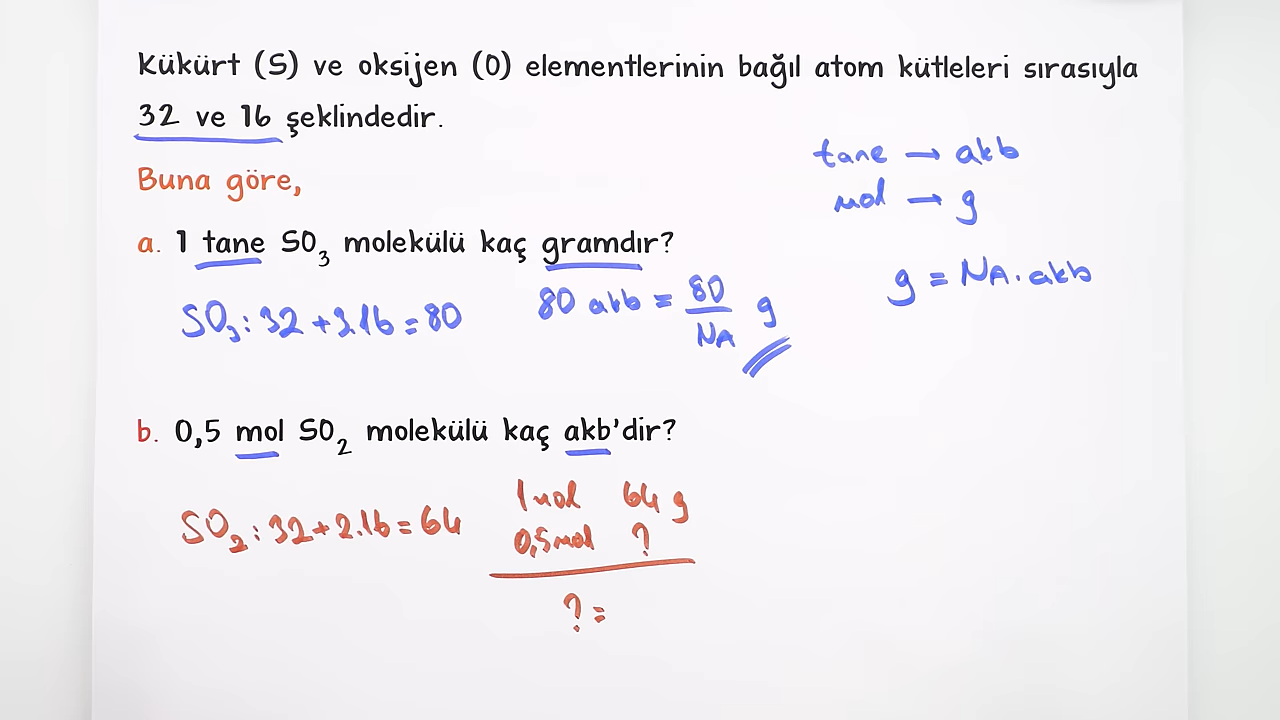 Kükürt (S) ve oksijen (O) elementlerinin bağıl atom kütleleri sırasıyla
32 ve 16 şeklindedir.
tane → akb
mol → g
g = NA. akb
Buna göre,
a. 1 tane SO₃ molekülü kaç gramdır?
SO₃: 32 + 3.16 = 80
80 akb = 80/NA g
b. 0,5 mol SO₂ molekülü kaç akb'dir?
SO₂: 32 + 2.16 = 64
1 mol 64 g
0,5 mol ?
? =